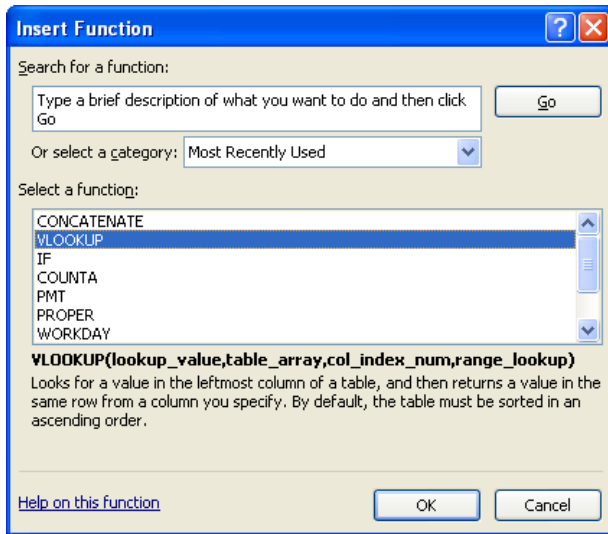 Insert Function
Search for a function:
Type a brief description of what you want to do and then click
Go
Go
Or select a category: Most Recently Used
Select a function:
CONCATENATE
VLOOKUP
IF
COUNTA
PMT
PROPER
WORKDAY
VLOOKUP(lookup_value,table_array,col_index_num,range_lookup)
Looks for a value in the leftmost column of a table, and then returns a value in the
same row from a column you specify. By default, the table must be sorted in an
ascending order.
Help on this function
OK
Cancel